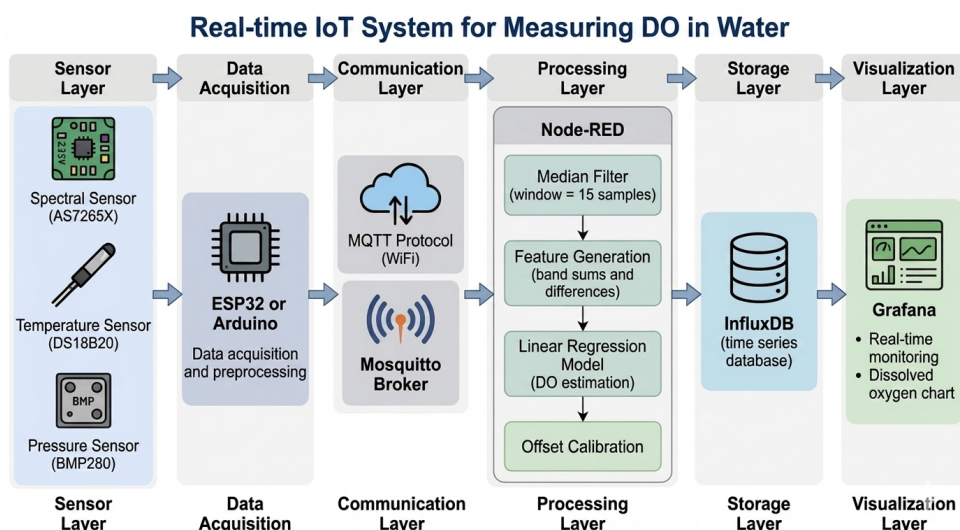 Real-time IoT System for Measuring DO in Water
Sensor
Layer
Data
Acquisition
Communication
Layer
Processing
Layer
Storage
Layer
Visualization
Layer
Spectral Sensor
(AS7265X)
Temperature Sensor
(DS18B20)
BMP
Pressure Sensor
(BMP280)
ESP32 or
Arduino
Data acquisition
and preprocessing
MQTT Protocol
(WiFi)
Mosquitto
Broker
Node-RED
Median Filter
(window = 15 samples)
Feature Generation
(band sums and
differences)
Linear Regression
Model
(DO estimation)
Offset Calibration
InfluxDB
(time series
database)
Grafana
• Real-time
monitoring
• Dissolved
oxygen chart
Sensor
Layer
Data
Acquisition
Communication
Layer
Processing
Layer
Storage
Layer
Visualization
Layer